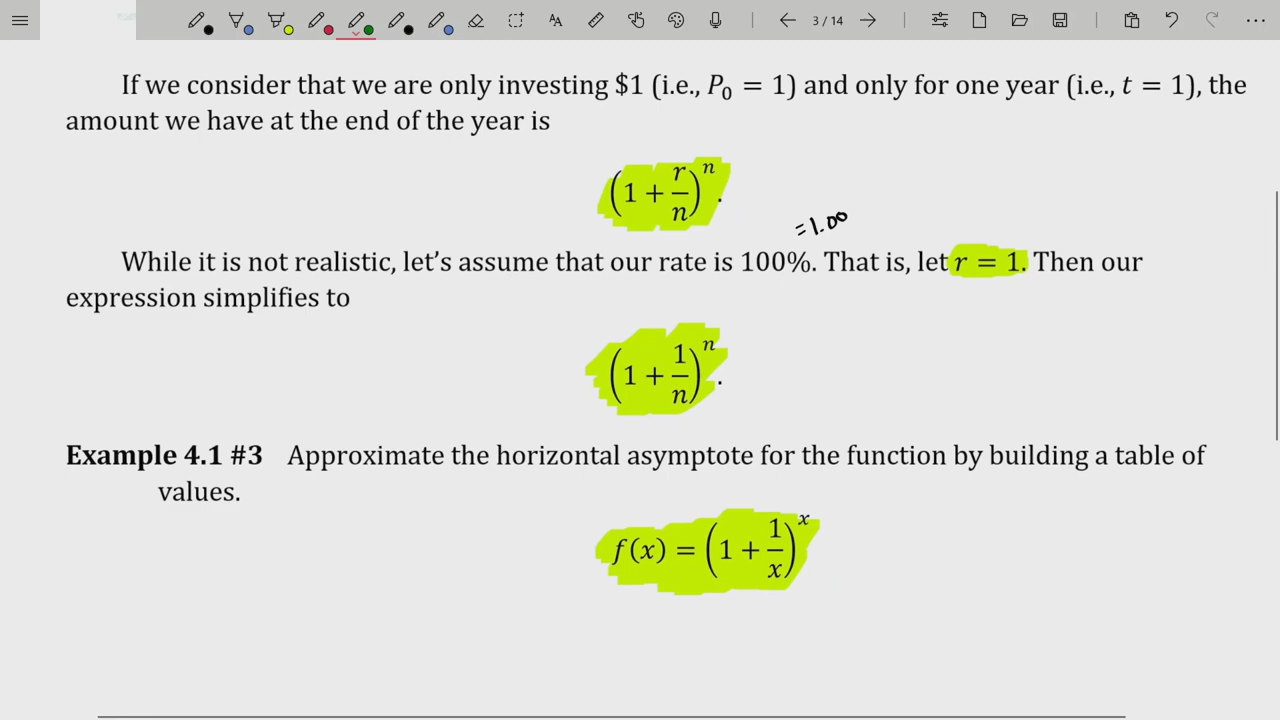 3 / 14
If we consider that we are only investing $1 (i.e., P₀ = 1) and only for one year (i.e., t = 1), the
amount we have at the end of the year is
(1 + r/n)ⁿ.
=1.00
While it is not realistic, let’s assume that our rate is 100%. That is, let r = 1. Then our
expression simplifies to
(1 + 1/n)ⁿ.
Example 4.1 #3 Approximate the horizontal asymptote for the function by building a table of
values.
f(x) = (1 + 1/x)ˣ